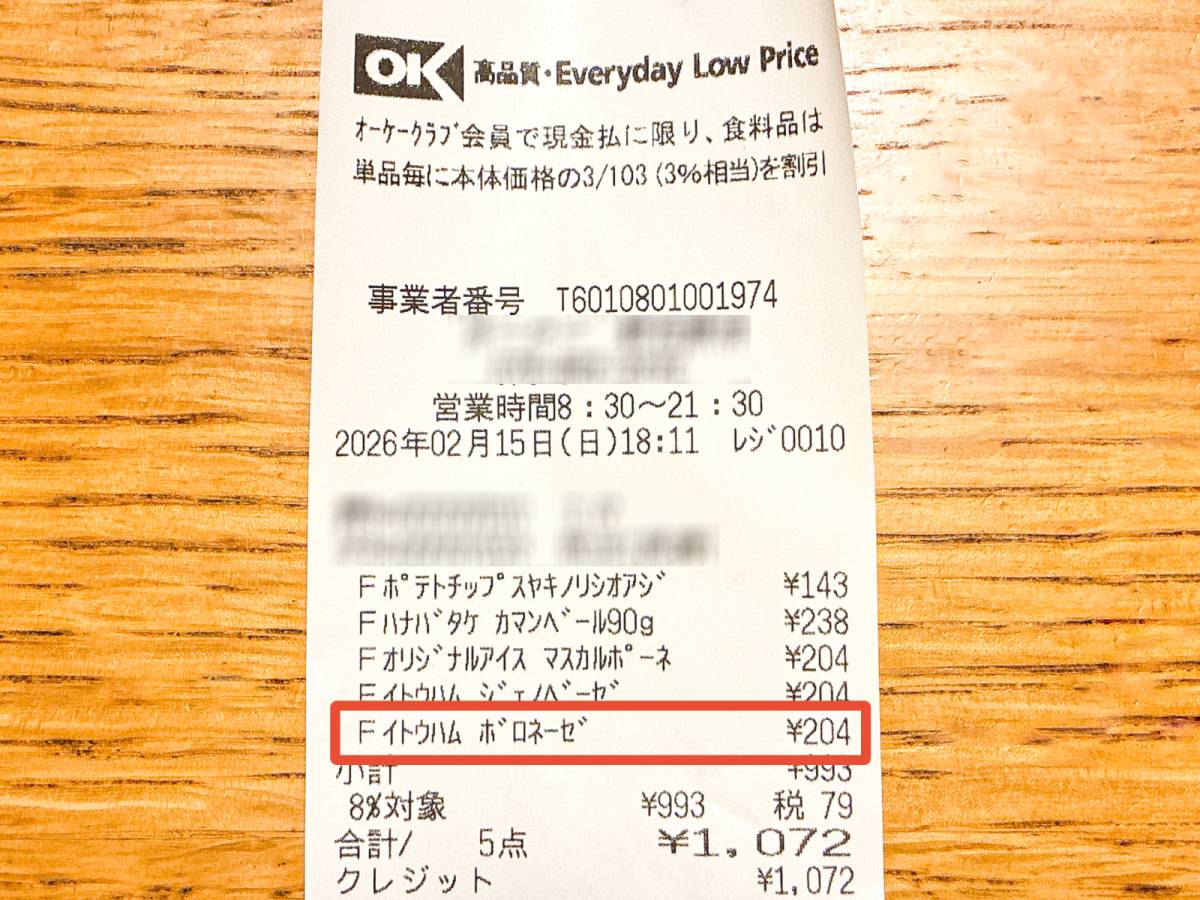 OK 高品質・Everyday Low Price
ｵｰｹｰｸﾗﾌﾞ会員で現金払に限り、食料品は
単品毎に本体価格の3/103(3%相当)を割引
事業者番号 T6010801001974
営業時間8:30〜21:30
2026年02月15日(日)18:11 ﾚｼﾞ0010
Fﾎﾟﾃﾄﾁｯﾌﾟｽﾔｷﾉﾘｼｵｱｼﾞ ¥143
Fﾊﾅﾊﾞﾀｹ ｶﾏﾝﾍﾞｰﾙ90g ¥238
Fｵﾘｼﾞﾅﾙｱｲｽ ﾏｽｶﾙﾎﾟｰﾈ ¥204
Fｲﾄｳﾊﾑ ｼﾞｪﾉﾍﾞｰｾﾞ ¥204
Fｲﾄｳﾊﾑ ﾎﾞﾛﾈｰｾﾞ ¥204
小計 ¥993
8%対象 ¥993 税 79
合計/ 5点 ¥1,072
クレジット ¥1,072